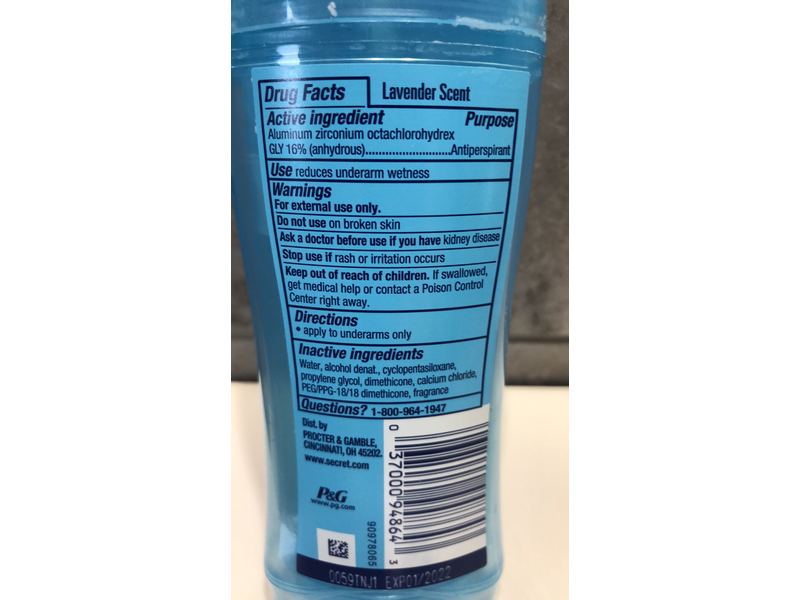 Drug Facts Lavender Scent
Active ingredient Purpose
Aluminum zirconium octachlorohydrex
GLY 16% (anhydrous)..........................Antiperspirant
Use reduces underarm wetness
Warnings
For external use only.
Do not use on broken skin
Ask a doctor before use if you have kidney disease
Stop use if rash or irritation occurs
Keep out of reach of children. If swallowed,
get medical help or contact a Poison Control
Center right away.
Directions
• apply to underarms only
Inactive ingredients
Water, alcohol denat., cyclopentasiloxane,
propylene glycol, dimethicone, calcium chloride,
PEG/PPG-18/18 dimethicone, fragrance
Questions? 1-800-964-1947
Dist. by
PROCTER & GAMBLE,
CINCINNATI, OH 45202.
www.secret.com
P&G
www.pg.com
90978065
0 37000 94864 3
0059TNJ1 EXP01/2022